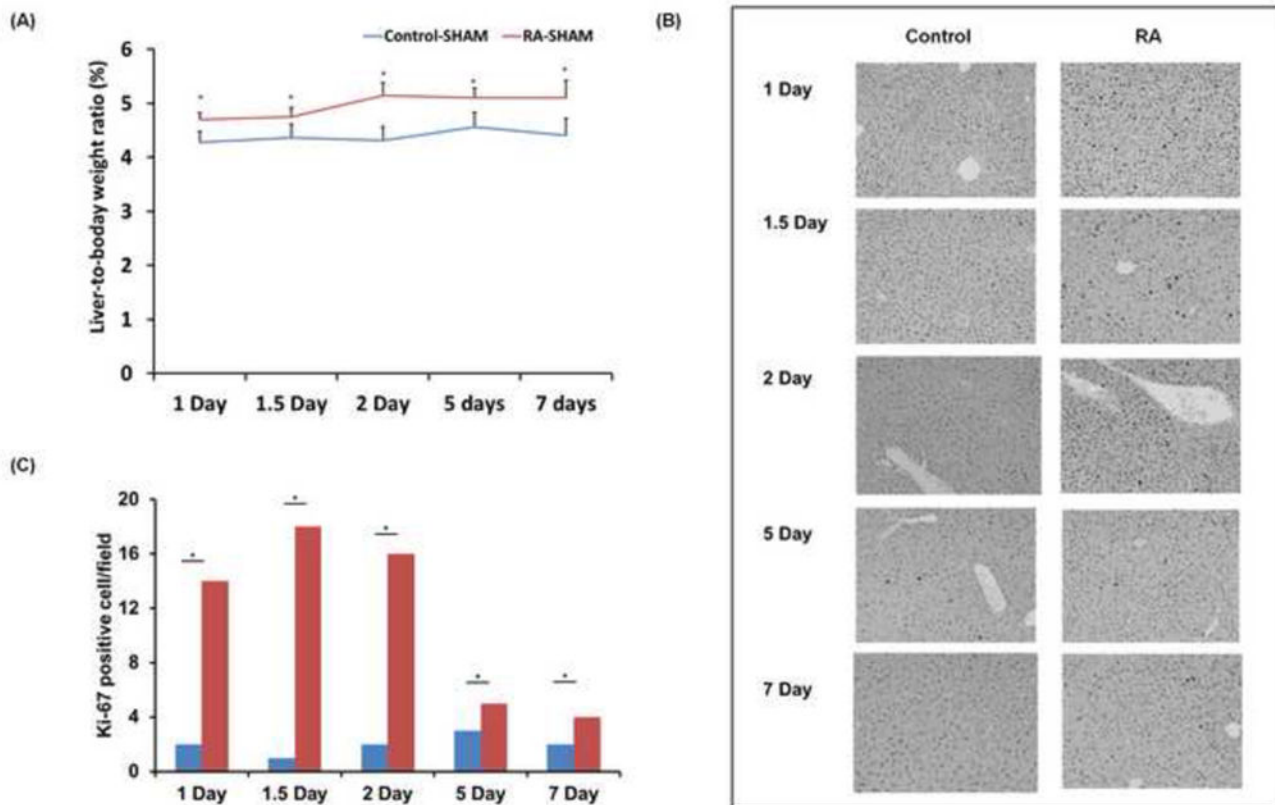 (A)
Control-SHAM RA-SHAM
Liver-to-boday weight ratio (%)
6
5
4
3
2
1
0
* * * * *
1 Day 1.5 Day 2 Day 5 days 7 days
(B)
Control RA
1 Day
1.5 Day
2 Day
5 Day
7 Day
(C)
Ki-67 positive cell/field
20
16
12
8
4
0
* * * * *
1 Day 1.5 Day 2 Day 5 Day 7 Day